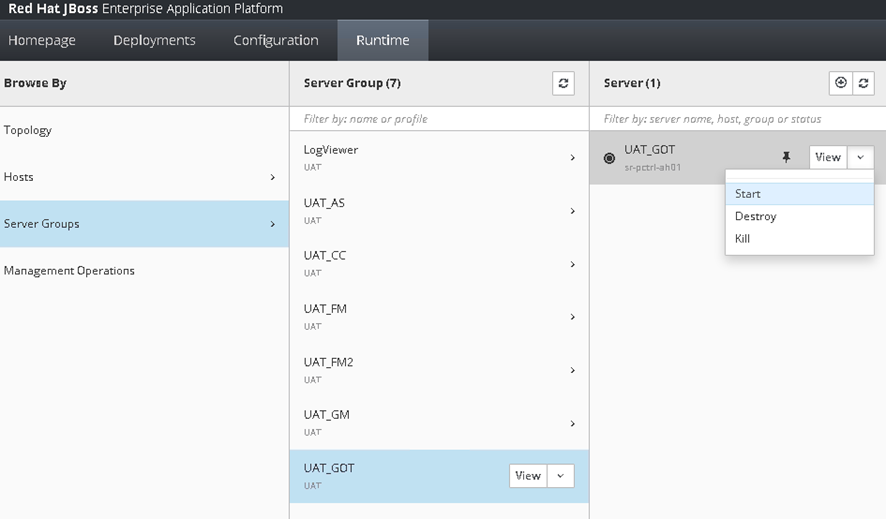 Red Hat JBoss Enterprise Application Platform
Homepage Deployments Configuration Runtime
Browse By
Topology
Hosts
Server Groups
Management Operations
Server Group (7)
Filter by: name or profile
LogViewer
UAT
UAT_AS
UAT
UAT_CC
UAT
UAT_FM
UAT
UAT_FM2
UAT
UAT_GM
UAT
UAT_GOT
UAT
View
Server (1)
Filter by: server name, host, group or status
UAT_GOT
sr-pctrl-ah01
View
Start
Destroy
Kill